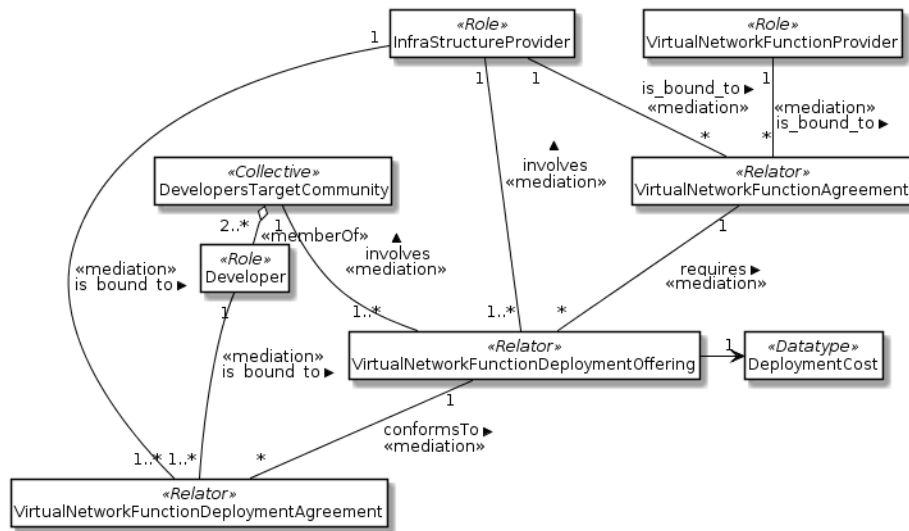 «Role»
InfraStructureProvider
«Role»
VirtualNetworkFunctionProvider
1
1
1
1
is_bound_to ▶
«mediation»
«mediation»
is_bound_to ▶
*
*
▲
involves
«mediation»
«Collective»
DevelopersTargetCommunity
«Relator»
VirtualNetworkFunctionAgreement
2..*
1
«memberOf»
1
▲
involves
«mediation»
«Role»
Developer
«mediation»
is bound to ▶
requires ▶
«mediation»
1
1..*
1..*
*
«Relator»
VirtualNetworkFunctionDeploymentOffering
1
«Datatype»
DeploymentCost
«mediation»
is bound to ▶
1
conformsTo ▶
«mediation»
1..*
1..*
*
«Relator»
VirtualNetworkFunctionDeploymentAgreement